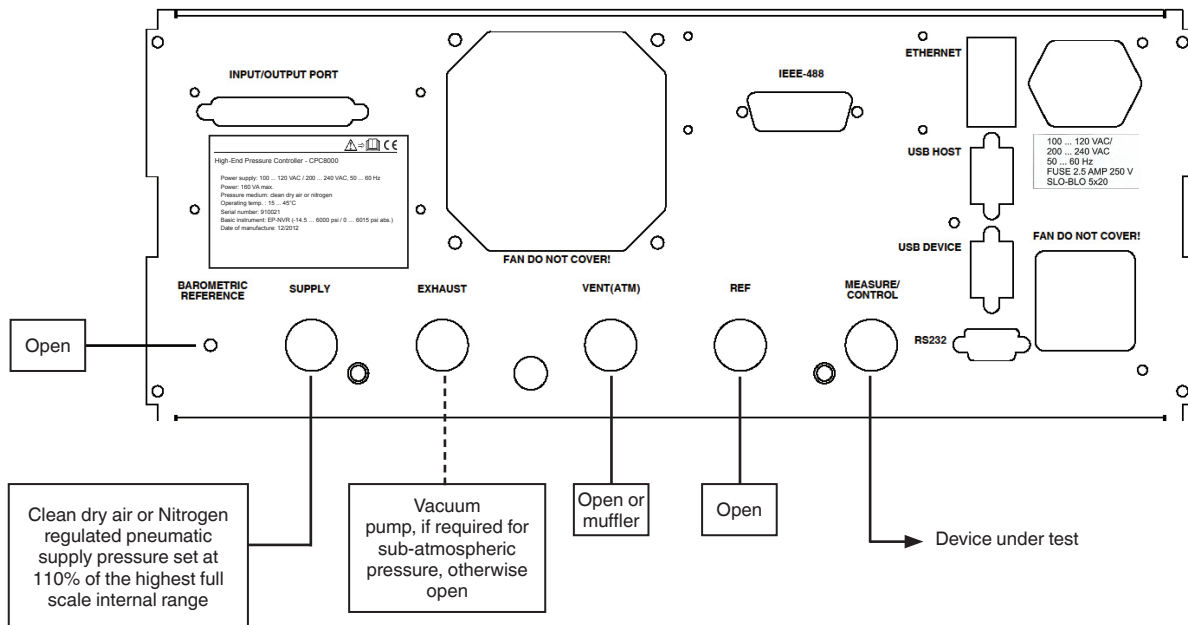 INPUT/OUTPUT PORT
IEEE-488
ETHERNET
High-End Pressure Controller - CPC8000
Power supply: 100 ... 120 VAC / 200 ... 240 VAC, 50 ... 60 Hz
Power: 160 VA max.
Pressure medium: clean dry air or nitrogen
Operating temp. : 15 ... 45°C
Serial number: 910021
Basic instrument: EP-NVR (-14.5 ... 6000 psi / 0 ... 6015 psi abs.)
Date of manufacture: 12/2012
USB HOST
100 ... 120 VAC/
200 ... 240 VAC
50 ... 60 Hz
FUSE 2.5 AMP 250 V
SLO-BLO 5x20
FAN DO NOT COVER!
USB DEVICE
FAN DO NOT COVER!
BAROMETRIC
REFERENCE
SUPPLY
EXHAUST
VENT(ATM)
REF
MEASURE/
CONTROL
RS232
Open
Clean dry air or Nitrogen
regulated pneumatic
supply pressure set at
110% of the highest full
scale internal range
Vacuum
pump, if required for
sub-atmospheric
pressure, otherwise
open
Open or
muffler
Open
Device under test